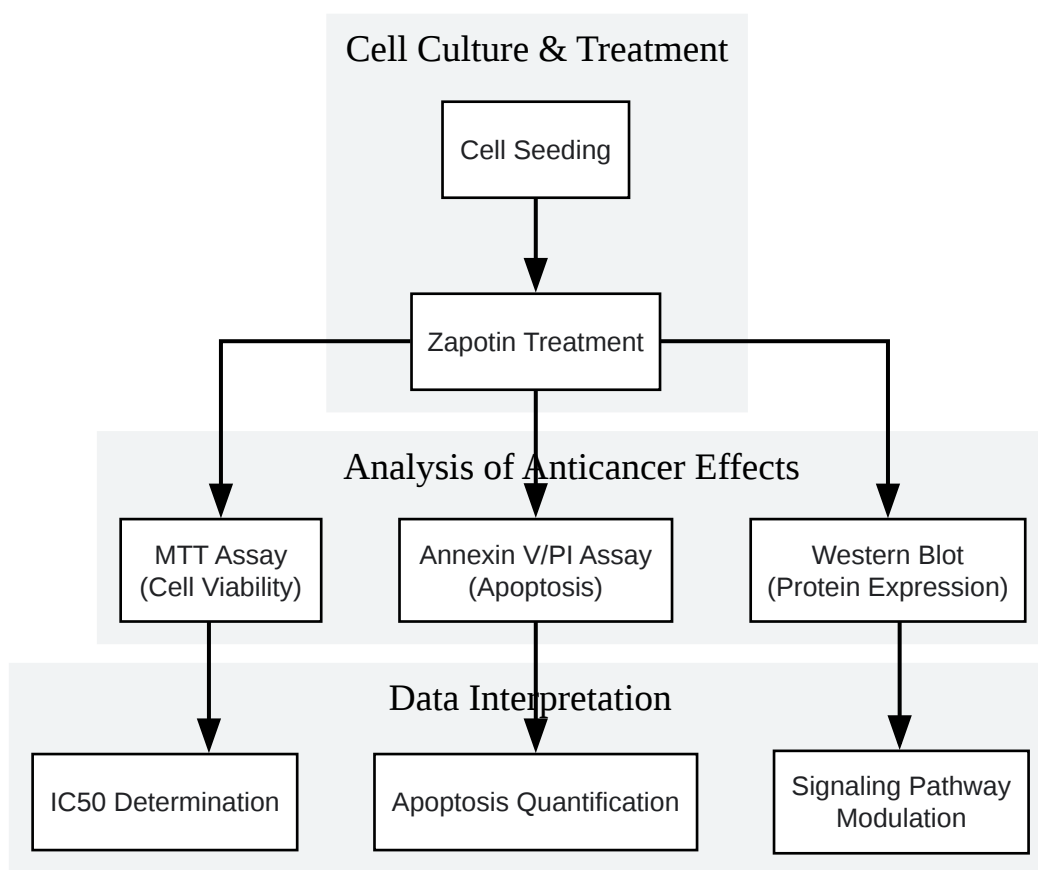 Cell Culture & Treatment
Cell Seeding
Zapotin Treatment
Analysis of Anticancer Effects
MTT Assay
(Cell Viability)
Annexin V/PI Assay
(Apoptosis)
Western Blot
(Protein Expression)
Data Interpretation
IC50 Determination
Apoptosis Quantification
Signaling Pathway
Modulation